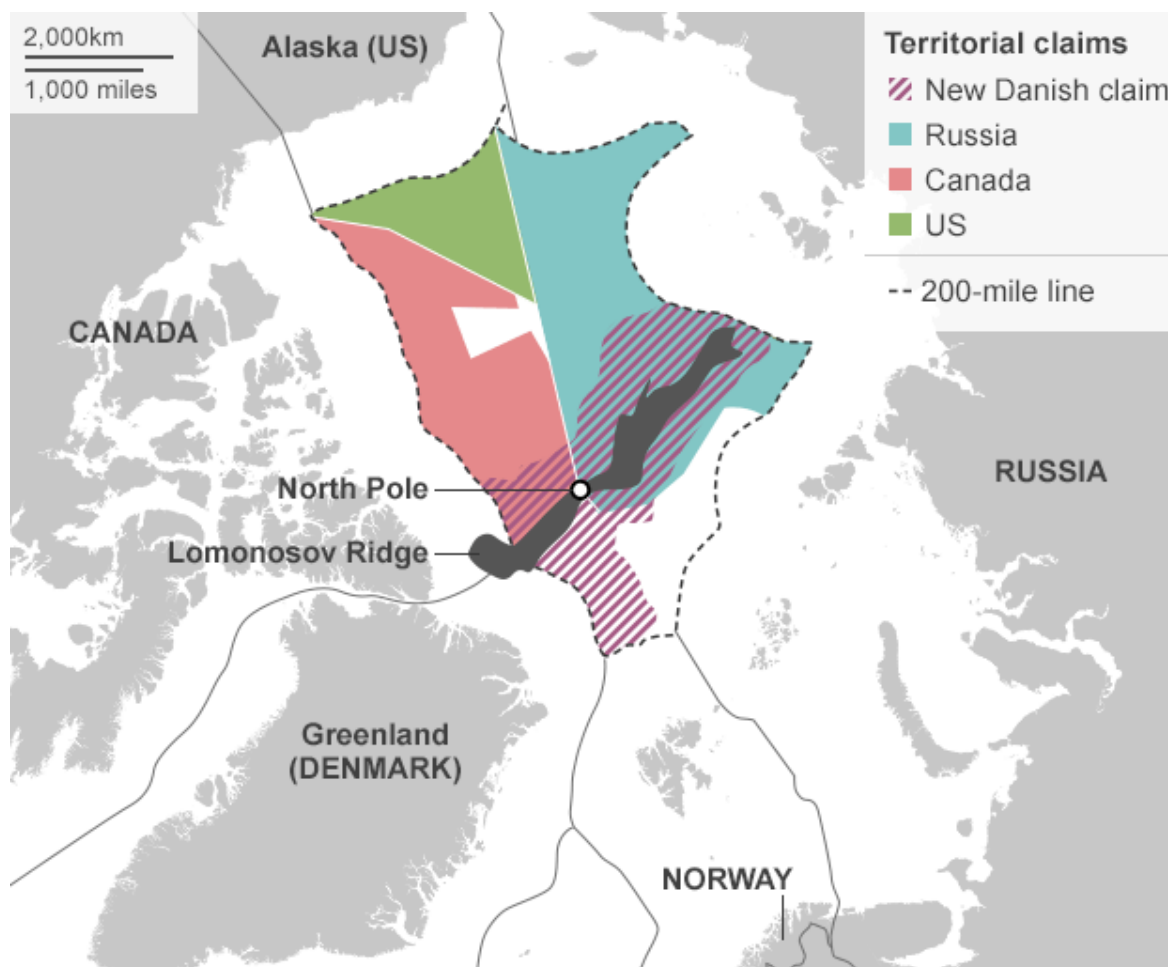 2,000km
1,000 miles
Alaska (US)
Territorial claims
New Danish claim
Russia
Canada
US
200-mile line
CANADA
RUSSIA
North Pole
Lomonosov Ridge
Greenland
(DENMARK)
NORWAY